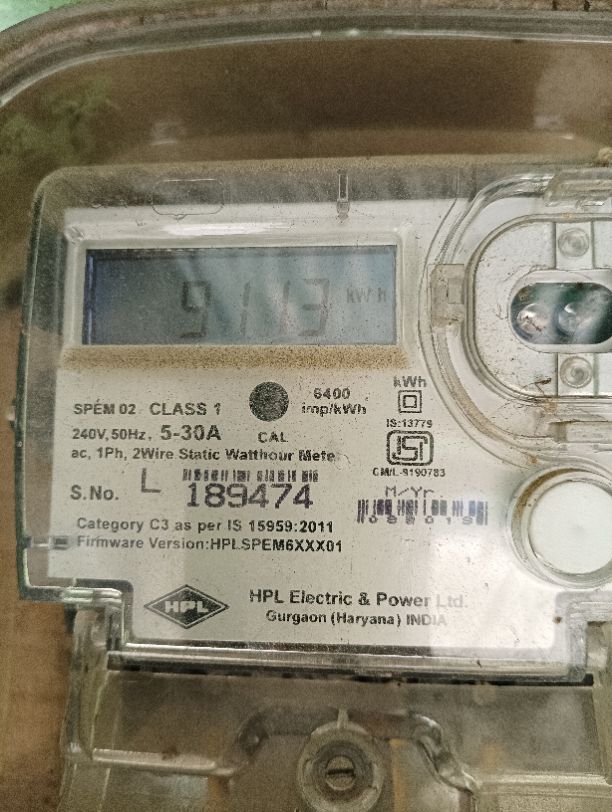 9113 kWh
SPEM 02 CLASS 1
6400
imp/kWh
kWh
240V, 50Hz, 5-30A
CAL
IS:13779
ac, 1Ph, 2Wire Static Watthour Meter
CM/L-9190783
S.No. L 189474
M/Yr.
Category C3 as per IS 15959:2011
Firmware Version:HPLSPEM6XXX01
HPL
HPL Electric & Power Ltd.
Gurgaon (Haryana) INDIA